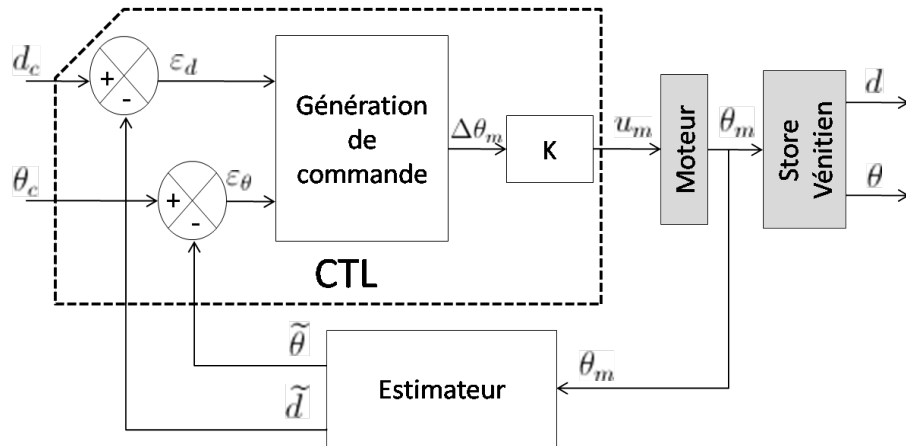 d_c
+
-
ε_d
Génération
de
commande
Δθ_m
K
u_m
Moteur
θ_m
Store
Vénitien
d
θ
θ_c
+
-
ε_θ
CTL
θ̃
d̃
Estimateur
θ_m